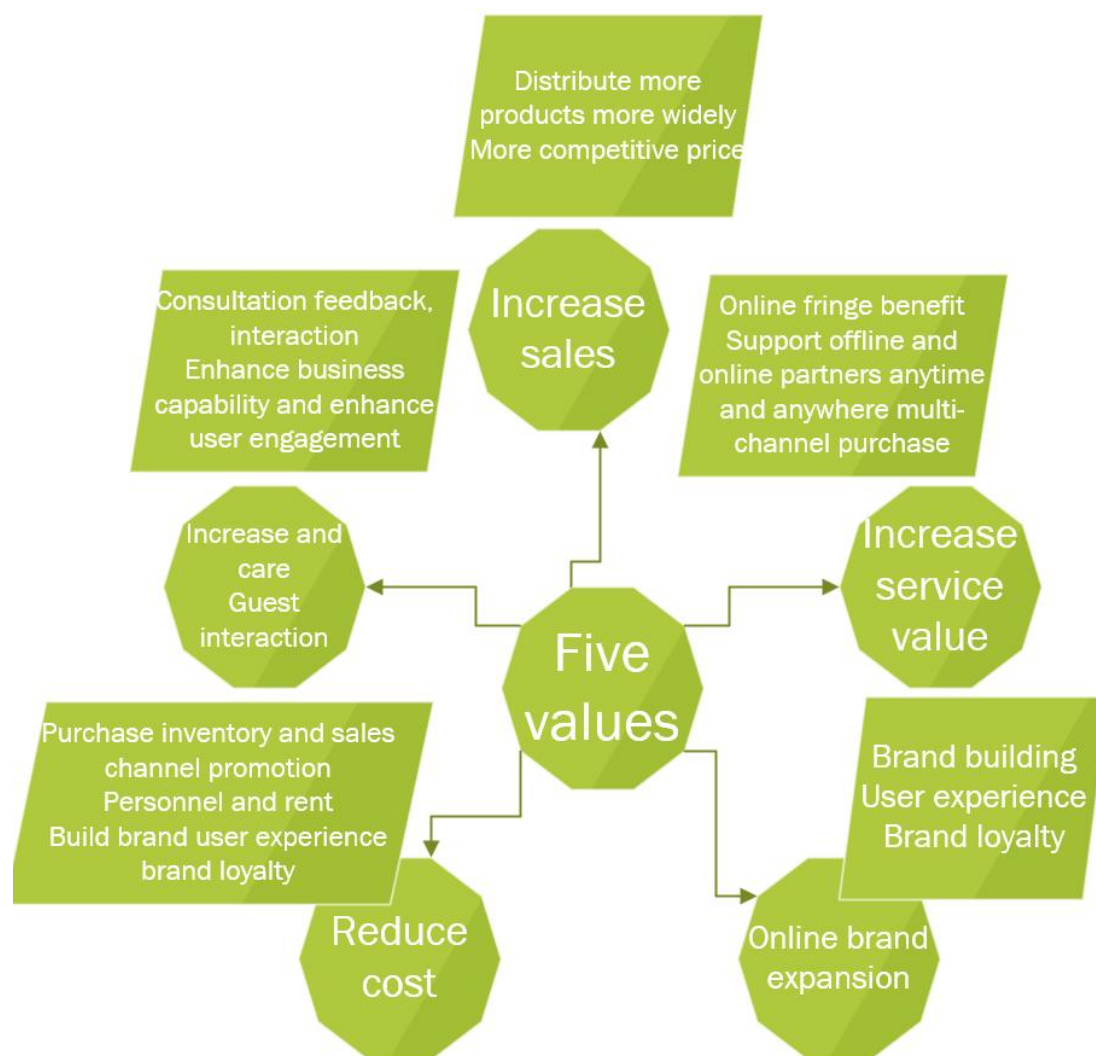 Distribute more
products more widely
More competitive price
Increase
sales
Consultation feedback,
interaction
Enhance business
capability and enhance
user engagement
Online fringe benefit
Support offline and
online partners anytime
and anywhere multi-
channel purchase
Increase and
care
Guest
interaction
Increase
service
value
Five
values
Purchase inventory and sales
channel promotion
Personnel and rent
Build brand user experience
brand loyalty
Brand building
User experience
Brand loyalty
Reduce
cost
Online brand
expansion